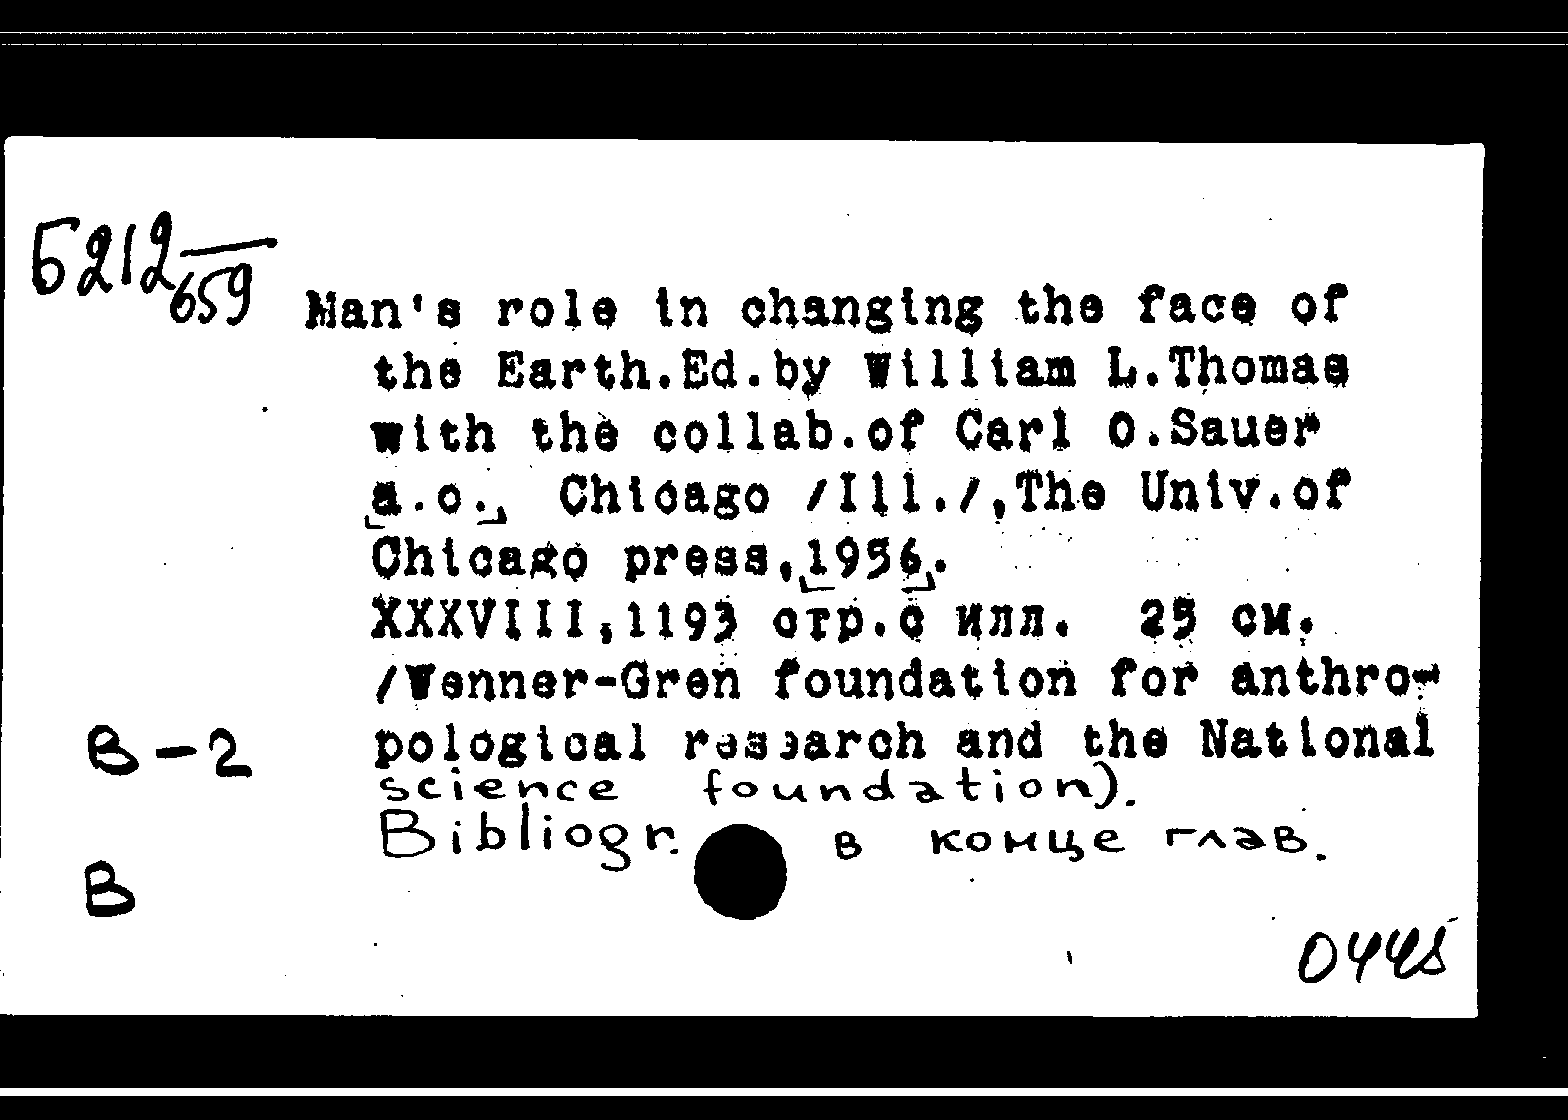 Б212
659
Man's role in changing the face of
the Earth.Ed.by William L.Thomas
with the collab.of Carl O.Sauer
a.o., Chicago /Ill./,The Univ.of
Chicago press,1956.
XXXVIII,1193 стр.с илл. 25 см.
/Wenner-Gren foundation for anthro-
pological research and the National
science foundation).
Bibliogr. в конце глав.
В-2
В